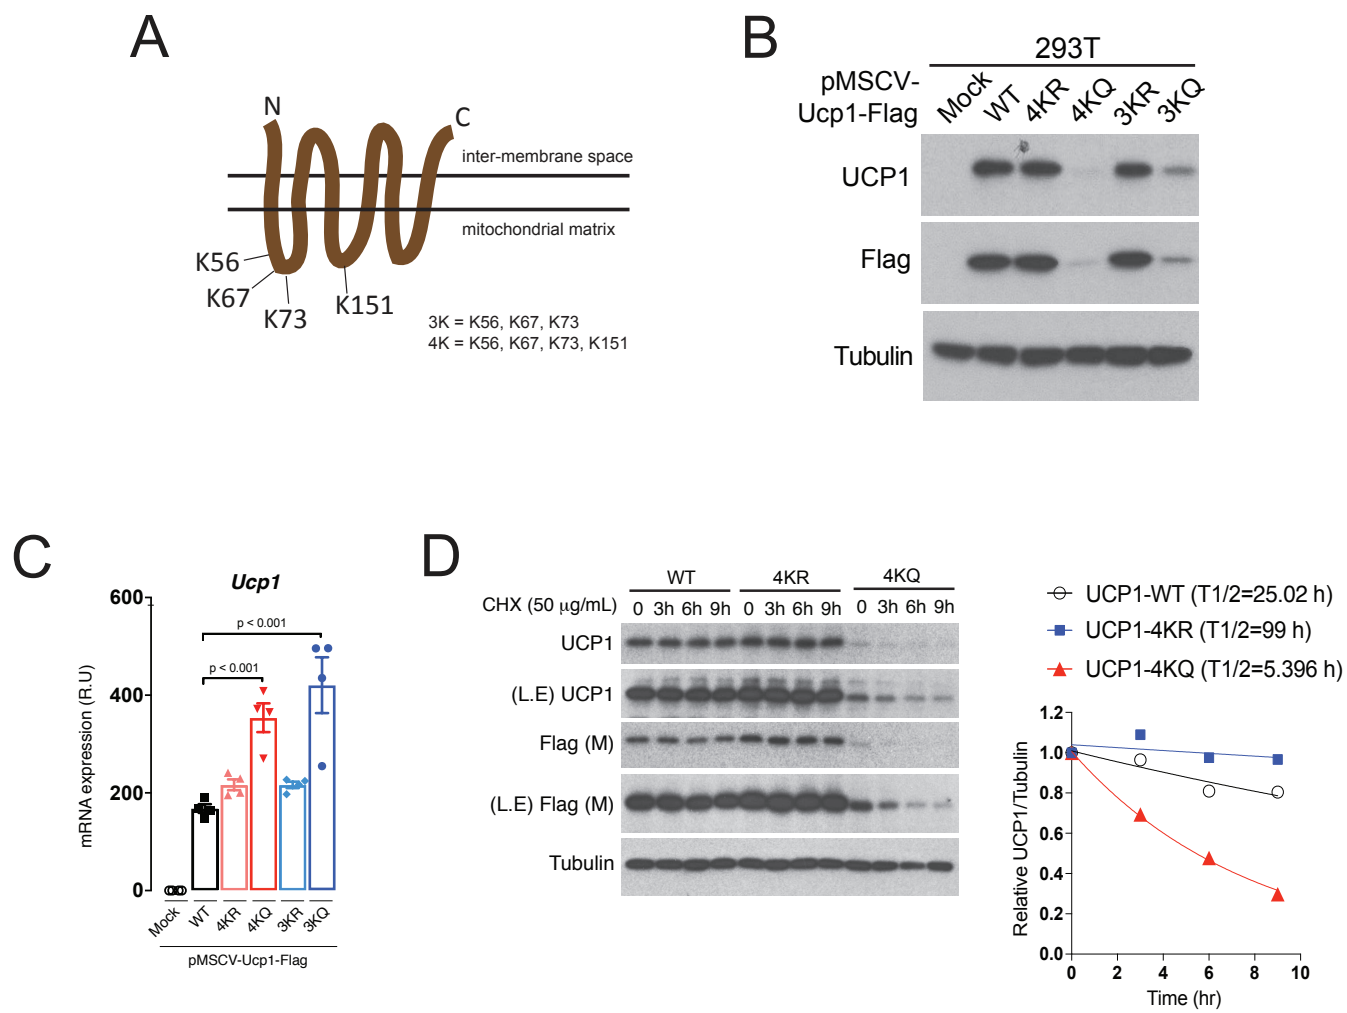 A
N
C
inter-membrane space
mitochondrial matrix
K56
K67
K73
K151
3K = K56, K67, K73
4K = K56, K67, K73, K151
B
293T
pMSCV-
Ucp1-Flag
Mock WT 4KR 4KQ 3KR 3KQ
UCP1
Flag
Tubulin
C
Ucp1
mRNA expression (R.U)
600
400
200
0
p < 0.001
p < 0.001
Mock WT 4KR 4KQ 3KR 3KQ
pMSCV-Ucp1-Flag
D
WT 4KR 4KQ
CHX (50 μg/mL) 0 3h 6h 9h 0 3h 6h 9h 0 3h 6h 9h
UCP1
(L.E) UCP1
Flag (M)
(L.E) Flag (M)
Tubulin
UCP1-WT (T1/2=25.02 h)
UCP1-4KR (T1/2=99 h)
UCP1-4KQ (T1/2=5.396 h)
Relative UCP1/Tubulin
1.2
1.0
0.8
0.6
0.4
0.2
0.0
0 2 4 6 8 10
Time (hr)